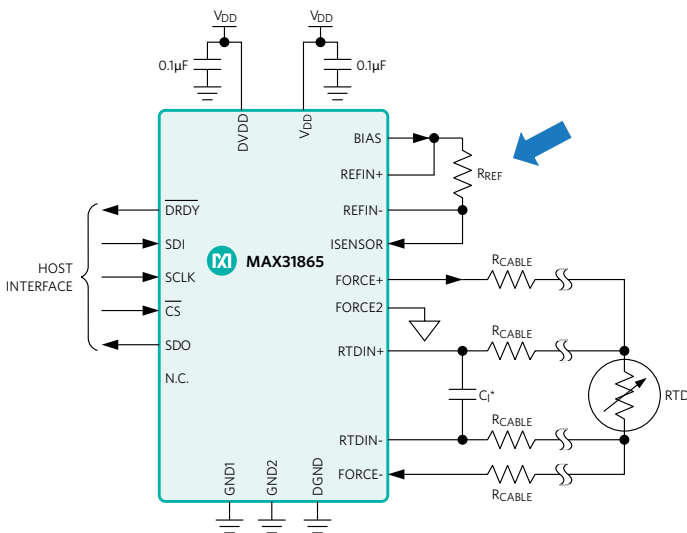 VDD
VDD
0.1µF
0.1µF
DVDD
VDD
BIAS
REFIN+
RREF
REFIN-
ISENSOR
DRDY
SDI
SCLK
CS
SDO
N.C.
HOST
INTERFACE
MAX31865
FORCE+
RCABLE
FORCE2
RTDIN+
RCABLE
CI*
RTD
RTDIN-
RCABLE
FORCE-
RCABLE
GND1
GND2
DGND